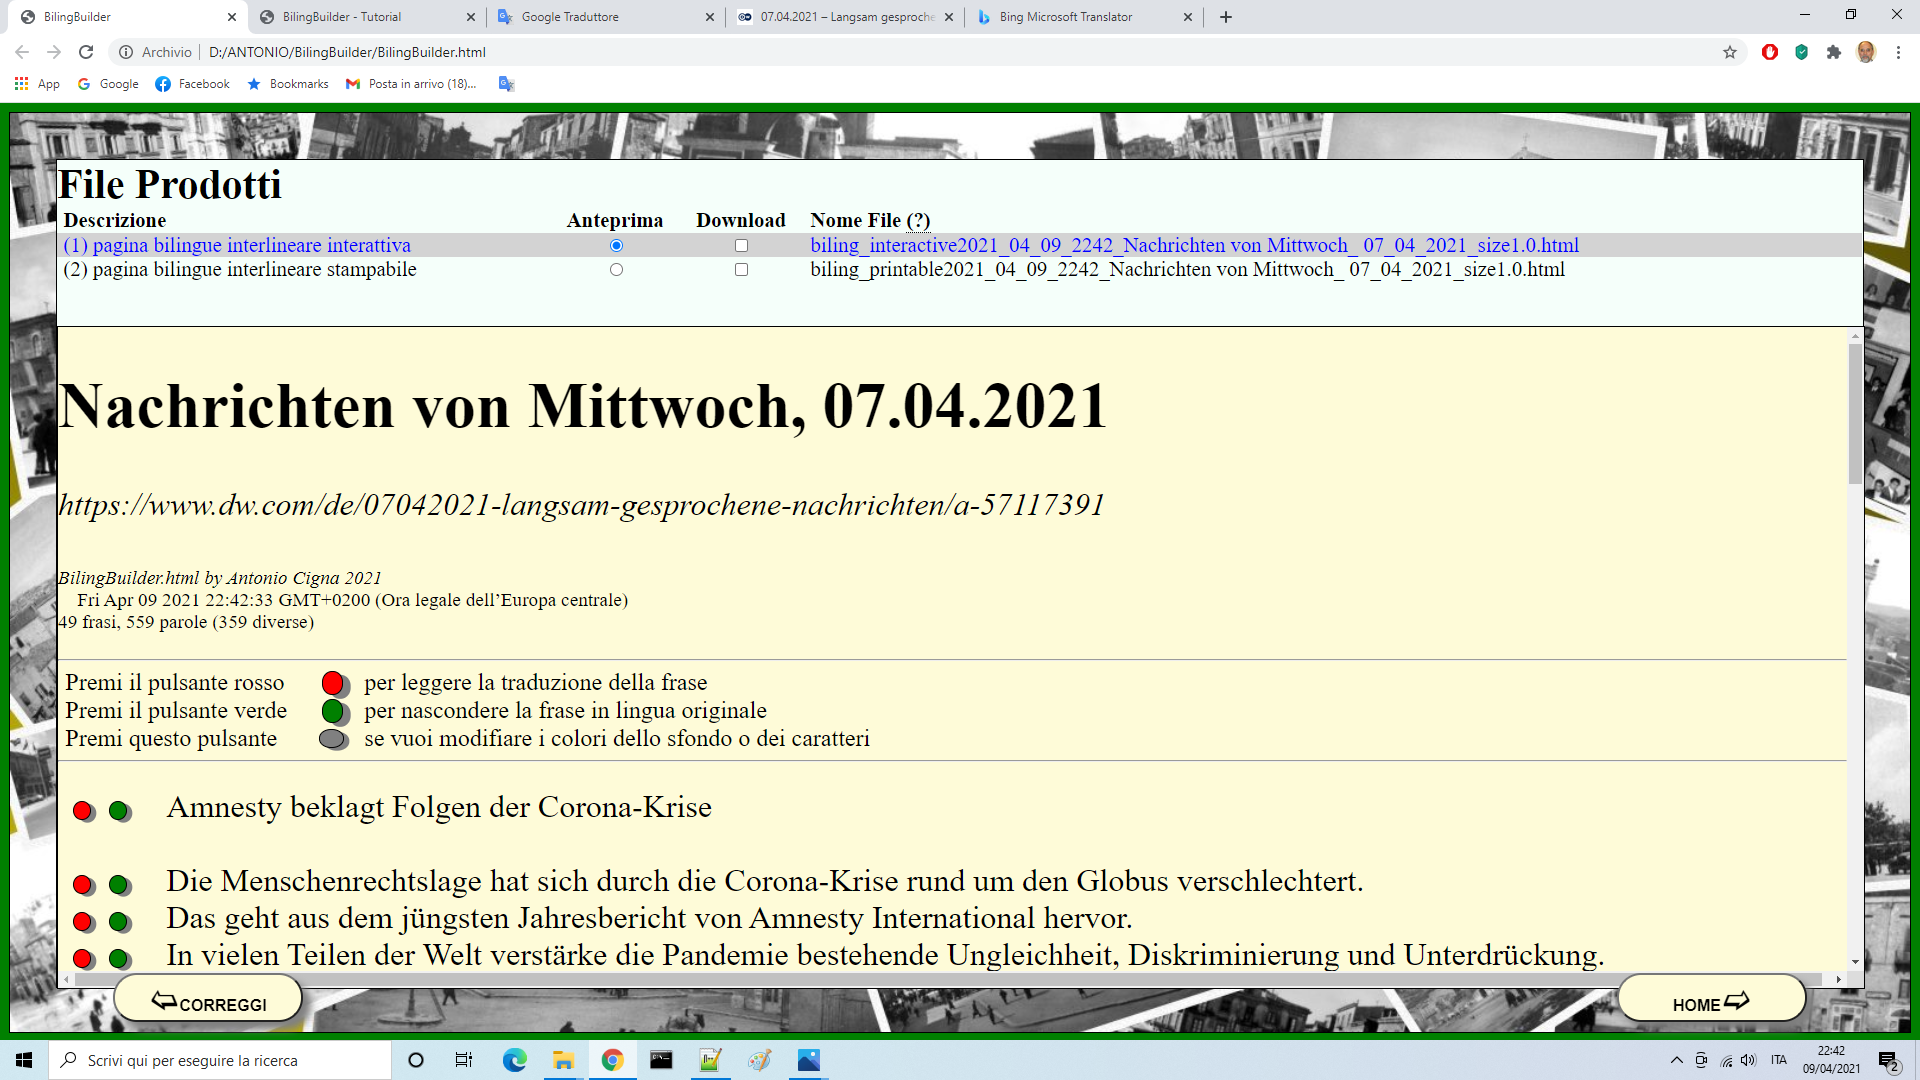 BilingBuilder
BilingBuilder - Tutorial
Google Traduttore
07.04.2021 – Langsam gesproche
Bing Microsoft Translator
Archivio
D:/ANTONIO/BilingBuilder/BilingBuilder.html
App
Google
Facebook
Bookmarks
Posta in arrivo (18)...
File Prodotti
Descrizione Anteprima Download Nome File (?)
(1) pagina bilingue interlineare interattiva biling_interactive2021_04_09_2242_Nachrichten von Mittwoch_ 07_04_2021_size1.0.html
(2) pagina bilingue interlineare stampabile biling_printable2021_04_09_2242_Nachrichten von Mittwoch_ 07_04_2021_size1.0.html
Nachrichten von Mittwoch, 07.04.2021
https://www.dw.com/de/07042021-langsam-gesprochene-nachrichten/a-57117391
BilingBuilder.html by Antonio Cigna 2021
Fri Apr 09 2021 22:42:33 GMT+0200 (Ora legale dell’Europa centrale)
49 frasi, 559 parole (359 diverse)
Premi il pulsante rosso per leggere la traduzione della frase
Premi il pulsante verde per nascondere la frase in lingua originale
Premi questo pulsante se vuoi modifiare i colori dello sfondo o dei caratteri
Amnesty beklagt Folgen der Corona-Krise
Die Menschenrechtslage hat sich durch die Corona-Krise rund um den Globus verschlechtert.
Das geht aus dem jüngsten Jahresbericht von Amnesty International hervor.
In vielen Teilen der Welt verstärke die Pandemie bestehende Ungleichheit, Diskriminierung und Unterdrückung.
CORREGGI
HOME
Scrivi qui per eseguire la ricerca
ITA
22:42
09/04/2021
2